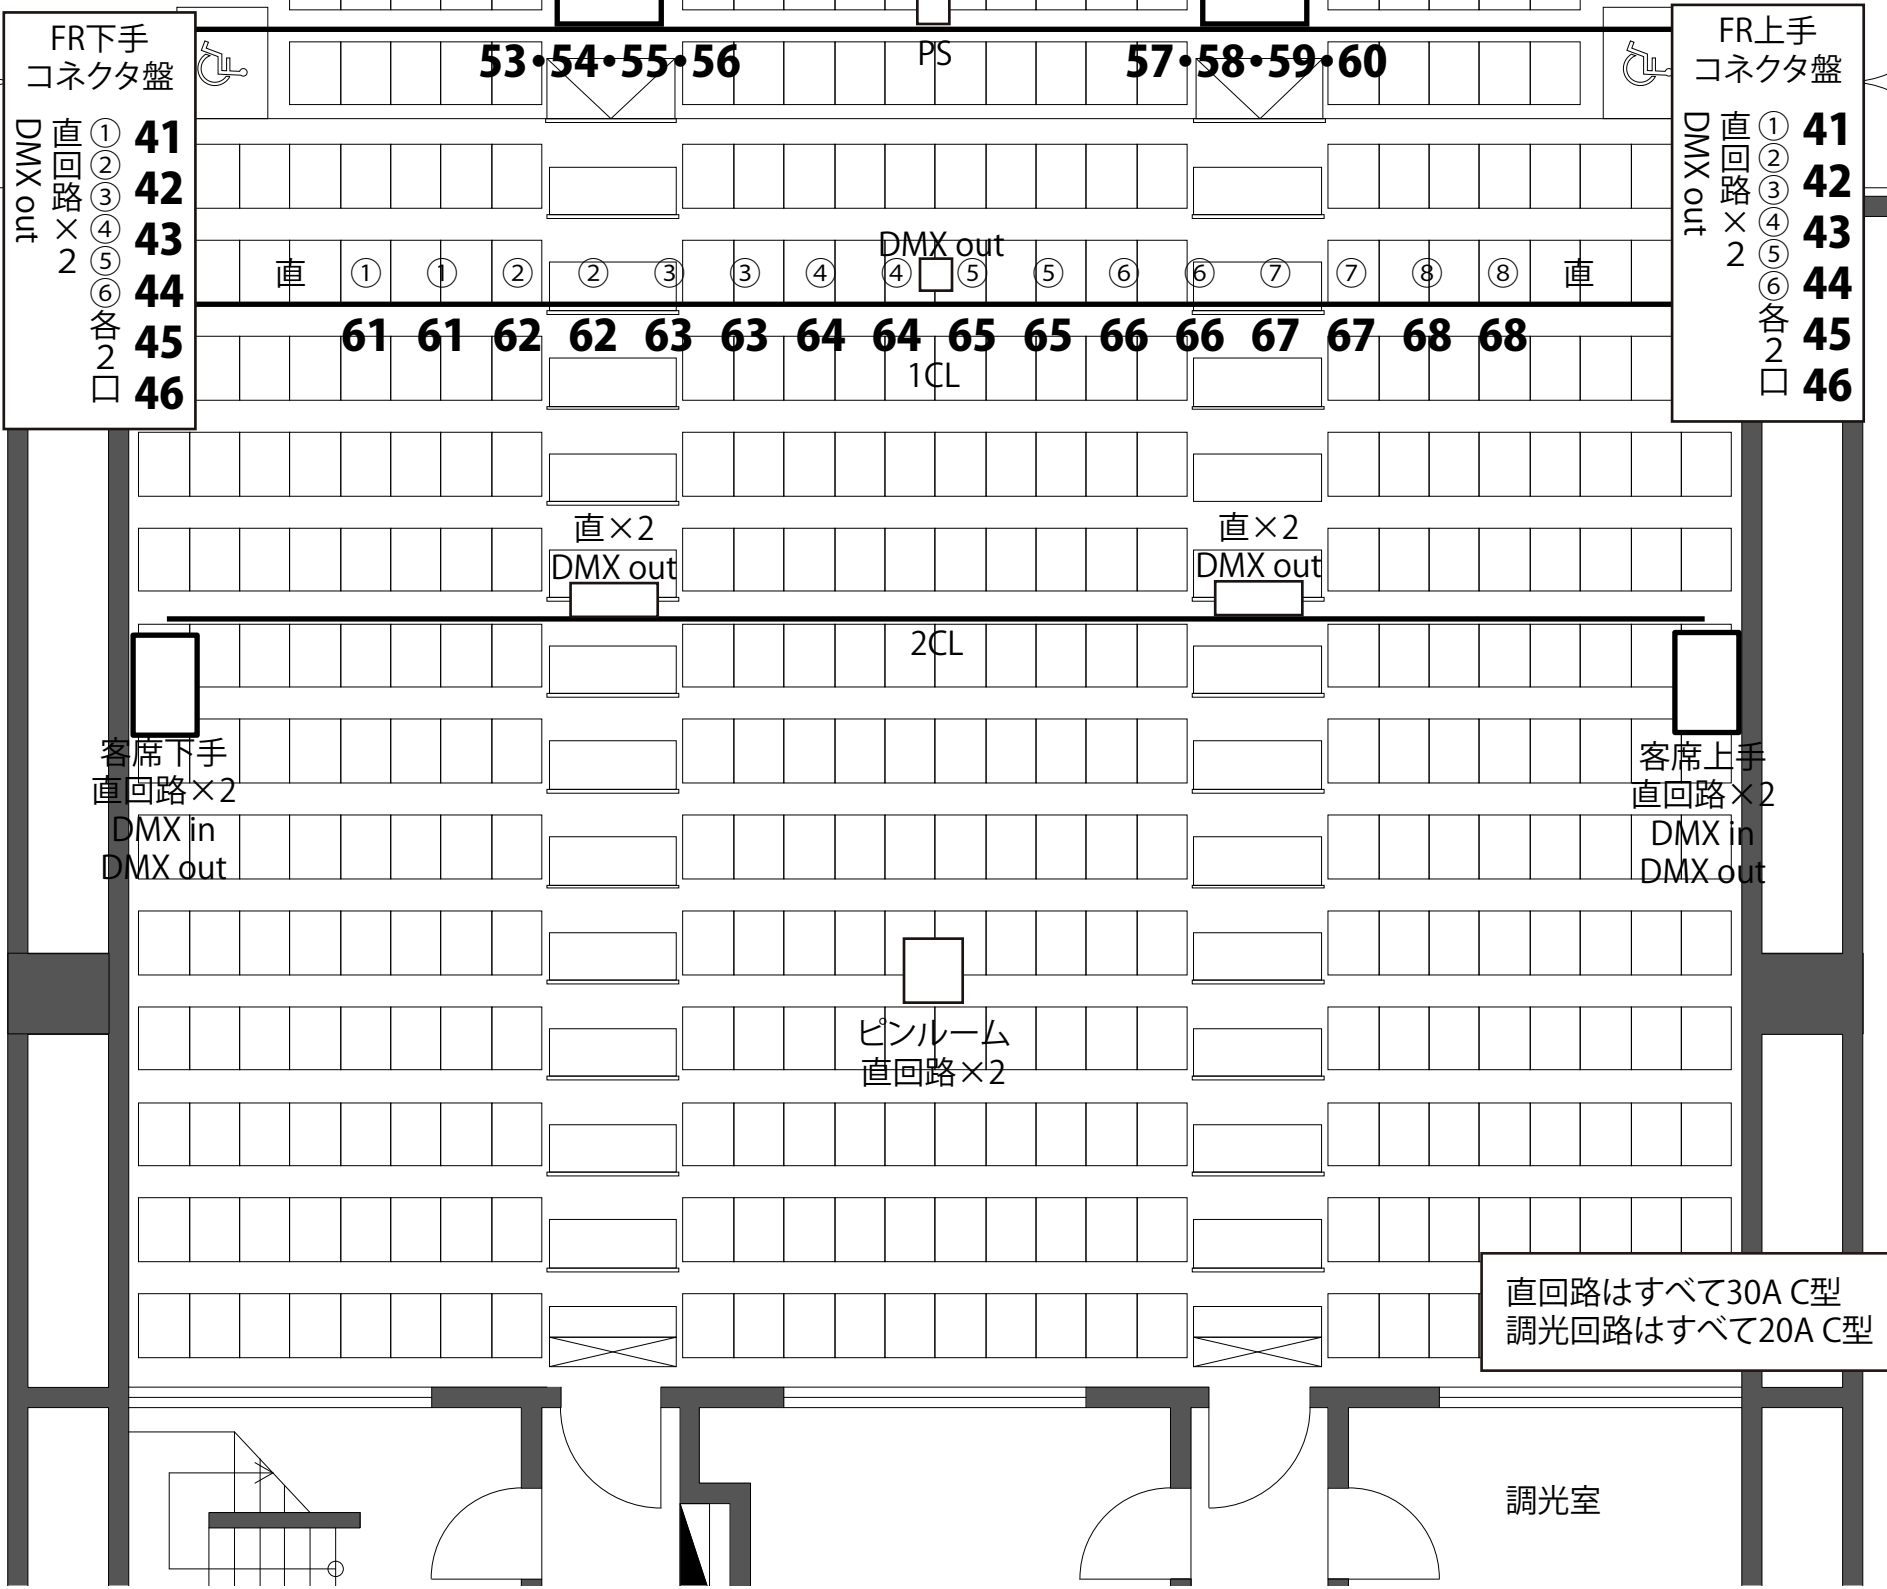 FR下手
コネクタ盤
41
42
43
44
45
46
①②③④⑤⑥各2口
直回路×2
DMX out
53・54・55・56
PS
57・58・59・60
FR上手
コネクタ盤
41
42
43
44
45
46
①②③④⑤⑥各2口
直回路×2
DMX out
DMX out
直 ① ① ② ② ③ ③ ④ ④ ⑤ ⑤ ⑥ ⑥ ⑦ ⑦ ⑧ ⑧ 直
61 61 62 62 63 63 64 64 65 65 66 66 67 67 68 68
1CL
直×2
DMX out
直×2
DMX out
2CL
客席下手
直回路×2
DMX in
DMX out
客席上手
直回路×2
DMX in
DMX out
ピンルーム
直回路×2
直回路はすべて30A C型
調光回路はすべて20A C型
調光室